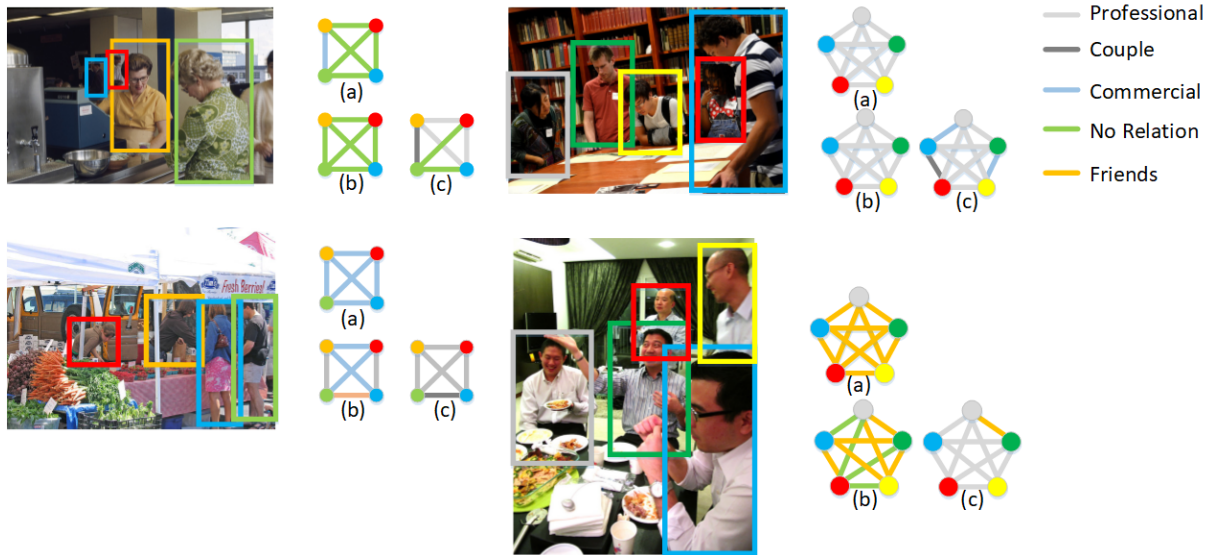 (a)
(b)
(c)
(a)
(b)
(c)
Professional
Couple
Commercial
No Relation
Friends
Fresh Berries!
(a)
(b)
(c)
(a)
(b)
(c)